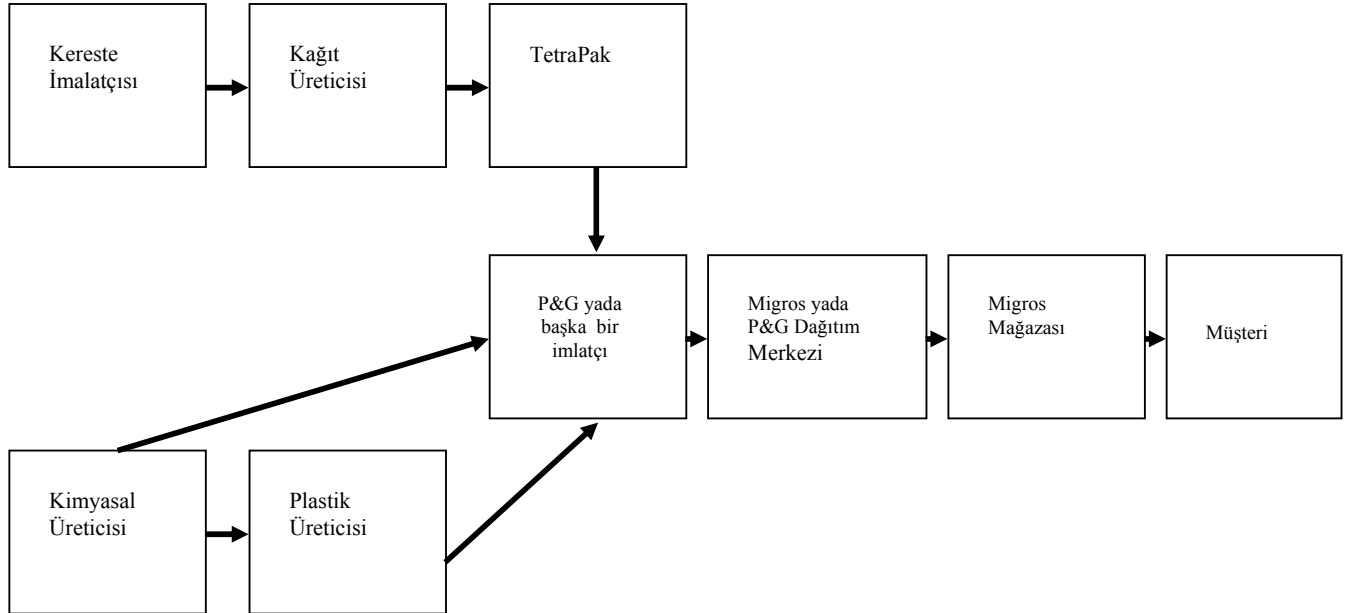 Kereste
İmalatçısı
Kağıt
Üreticisi
TetraPak
P&G yada
başka bir
imlatçı
Migros yada
P&G Dağıtım
Merkezi
Migros
Mağazası
Müşteri
Kimyasal
Üreticisi
Plastik
Üreticisi